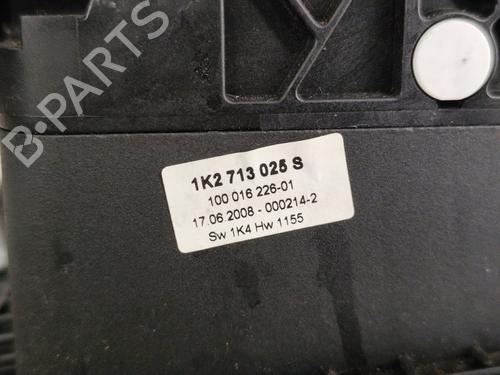 B-PARTS
1K2 713 025 S
100 016 226-01
17.06.2008 - 000214-2
Sw 1K4 Hw 1155